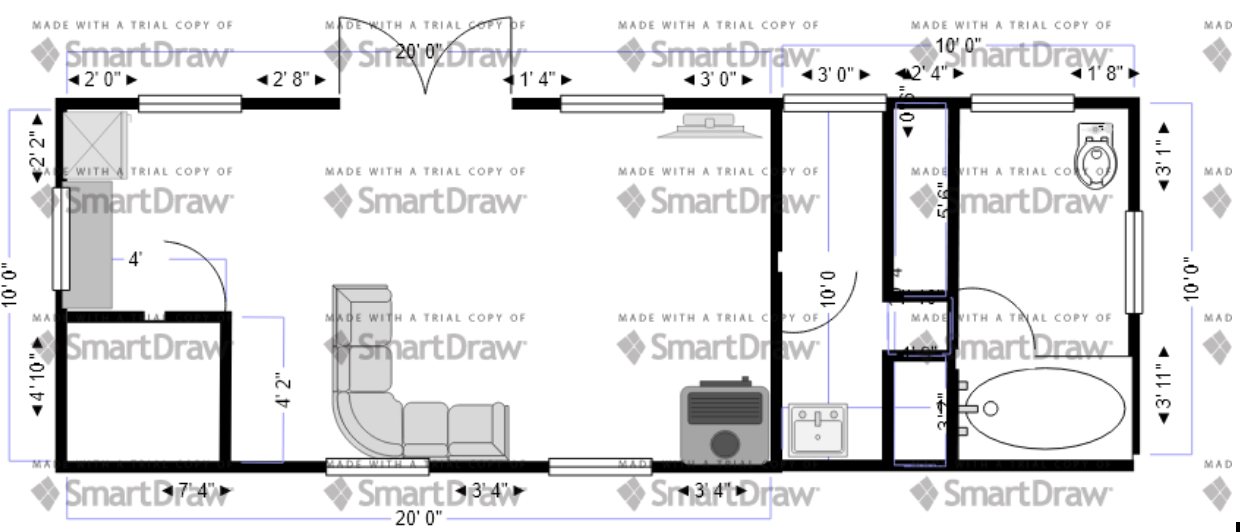 MADE WITH A TRIAL COPY OF MADE WITH A TRIAL COPY OF MADE WITH A TRIAL COPY OF MADE WITH A TRIAL COPY OF MAD
SmartDraw SmartDraw SmartDraw SmartDraw
20' 0" 10' 0"
2' 0" 2' 8" 1' 4" 3' 0" 3' 0" 2' 4" 1' 8"
2' 2" 3' 1"
MADE WITH A TRIAL COPY OF MADE WITH A TRIAL COPY OF MADE WITH A TRIAL COPY OF MADE WITH A TRIAL COPY OF MAD
SmartDraw SmartDraw SmartDraw SmartDraw
5' 6"
4'
10' 0" 10' 0 10' 0"
MADE WITH A TRIAL COPY OF MADE WITH A TRIAL COPY OF MADE WITH A TRIAL COPY OF MADE WITH A TRIAL COPY OF MAD
SmartDraw SmartDraw SmartDraw SmartDraw
4' 10" 4' 2" 3' 11"
MADE WITH A TRIAL COPY OF MADE WITH A TRIAL COPY OF MADE WITH A TRIAL COPY OF MADE WITH A TRIAL COPY OF MAD
SmartDraw SmartDraw SmartDraw SmartDraw
7' 4" 3' 4" 3' 4"
20' 0"